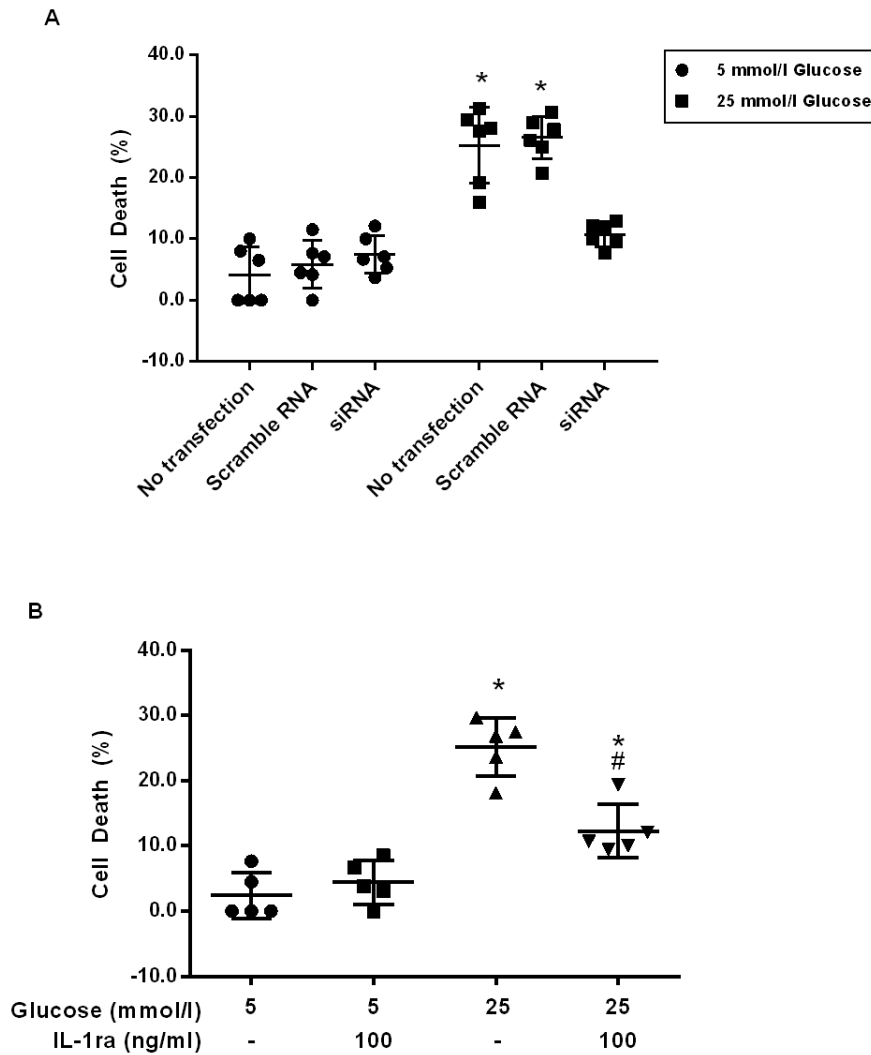 A
40.0
30.0
20.0
10.0
0.0
-10.0
Cell Death (%)
* *
5 mmol/l Glucose
25 mmol/l Glucose
No transfection
Scramble RNA
siRNA
No transfection
Scramble RNA
siRNA
B
40.0
30.0
20.0
10.0
0.0
-10.0
Cell Death (%)
*
*
#
Glucose (mmol/l) 5 5 25 25
IL-1ra (ng/ml) - 100 - 100